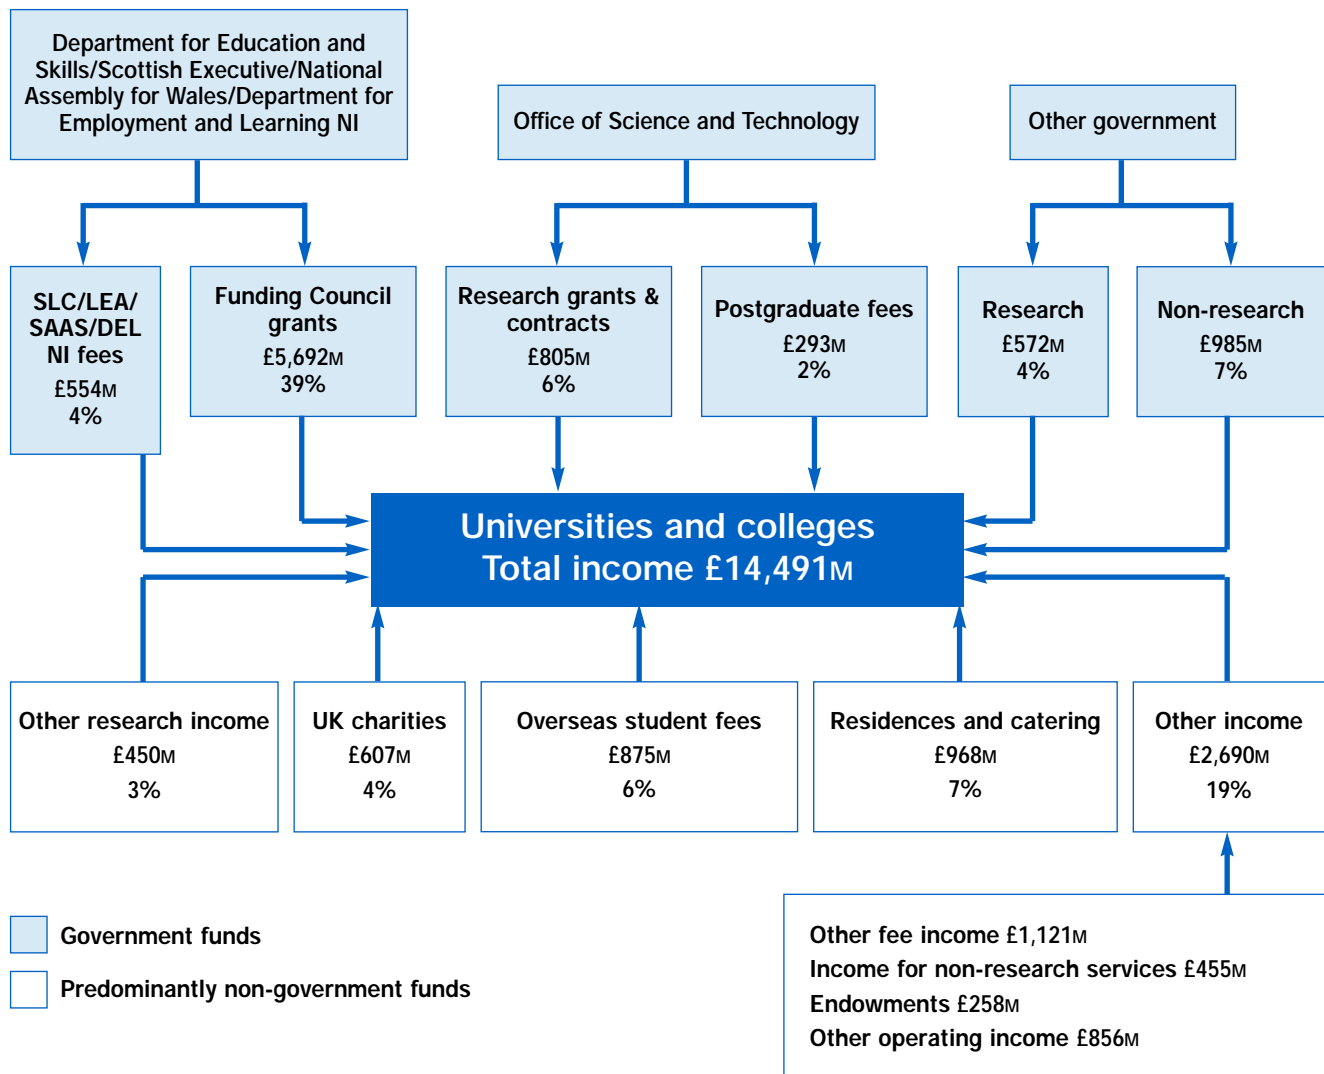 Department for Education and
Skills/Scottish Executive/National
Assembly for Wales/Department for
Employment and Learning NI
Office of Science and Technology
Other government
SLC/LEA/
SAAS/DEL
NI fees
£554M
4%
Funding Council
grants
£5,692M
39%
Research grants &
contracts
£805M
6%
Postgraduate fees
£293M
2%
Research
£572M
4%
Non-research
£985M
7%
Universities and colleges
Total income £14,491M
Other research income
£450M
3%
UK charities
£607M
4%
Overseas student fees
£875M
6%
Residences and catering
£968M
7%
Other income
£2,690M
19%
Government funds
Predominantly non-government funds
Other fee income £1,121M
Income for non-research services £455M
Endowments £258M
Other operating income £856M